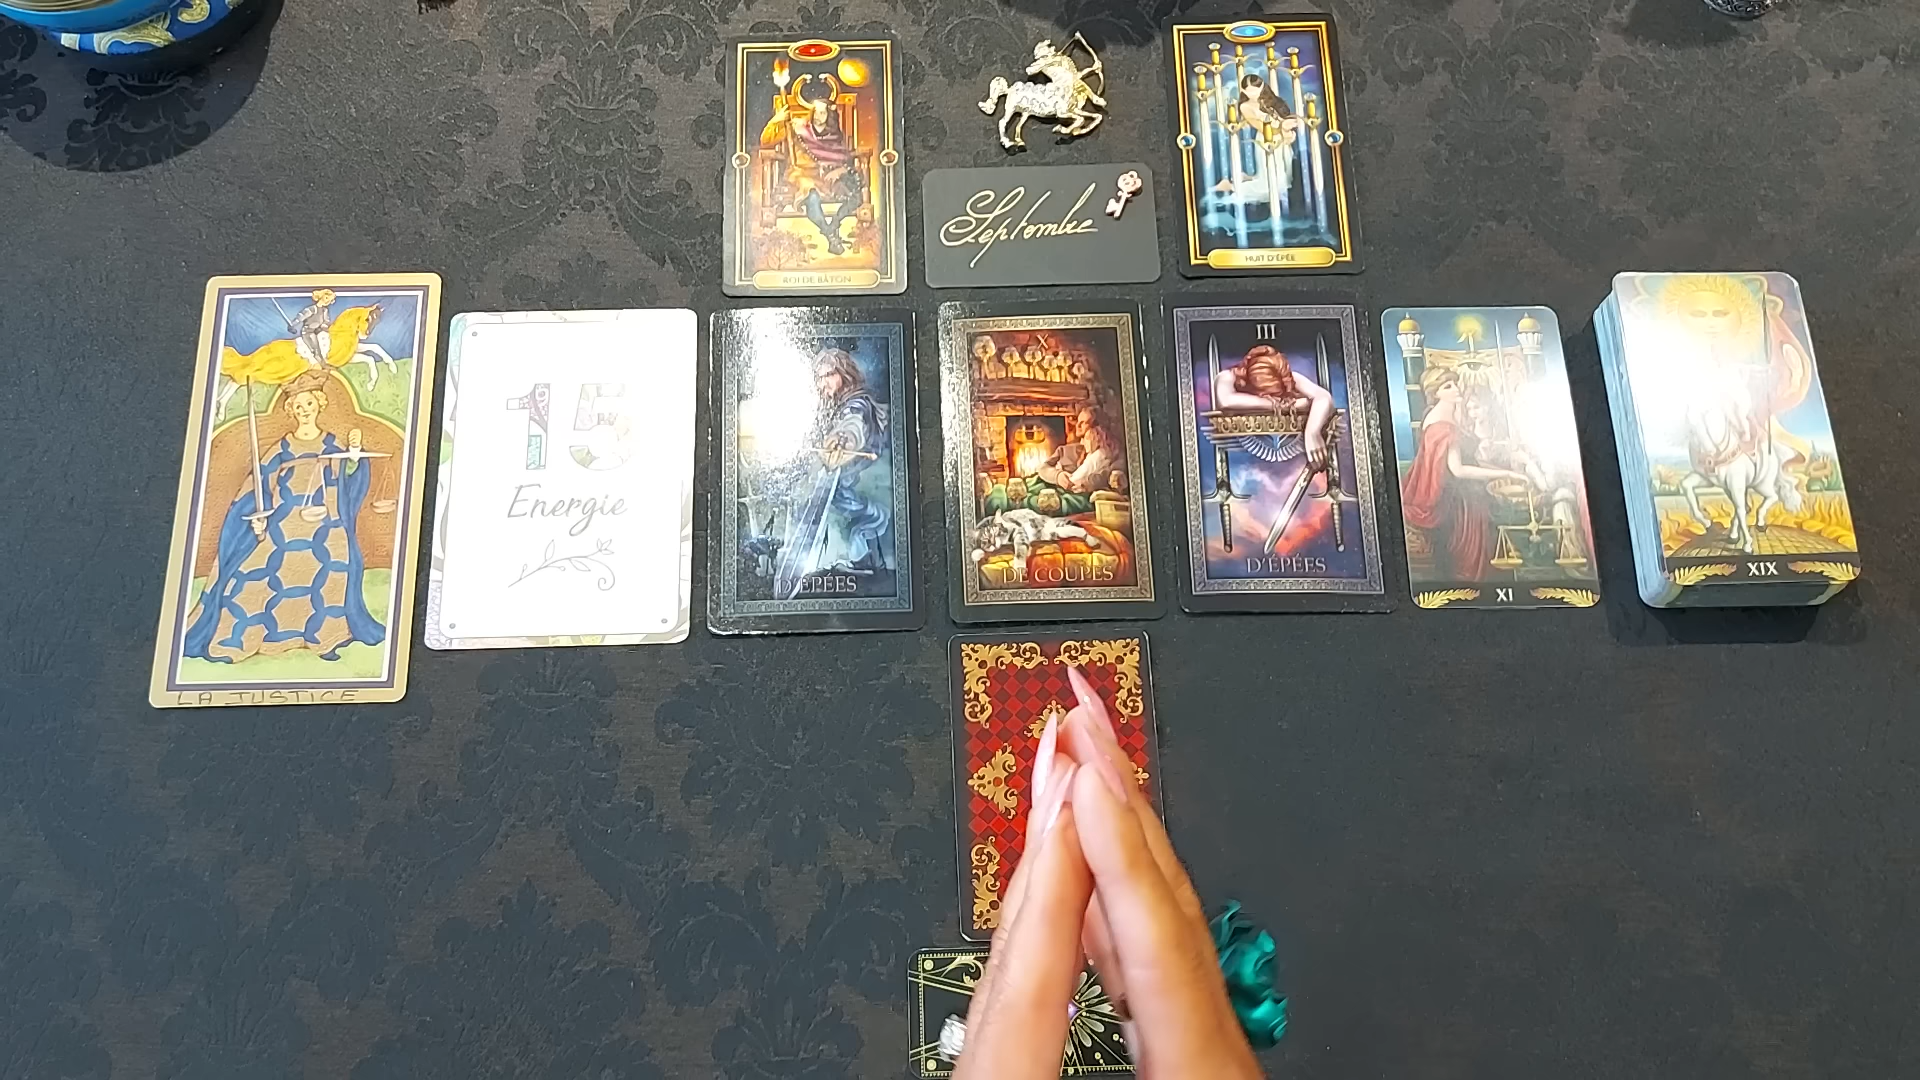 Septembre
ROI DE BÂTON
HUIT D'ÉPÉE
LA JUSTICE
15
Energie
D'ÉPÉES
X
DE COUPES
III
D'ÉPÉES
XI
XIX